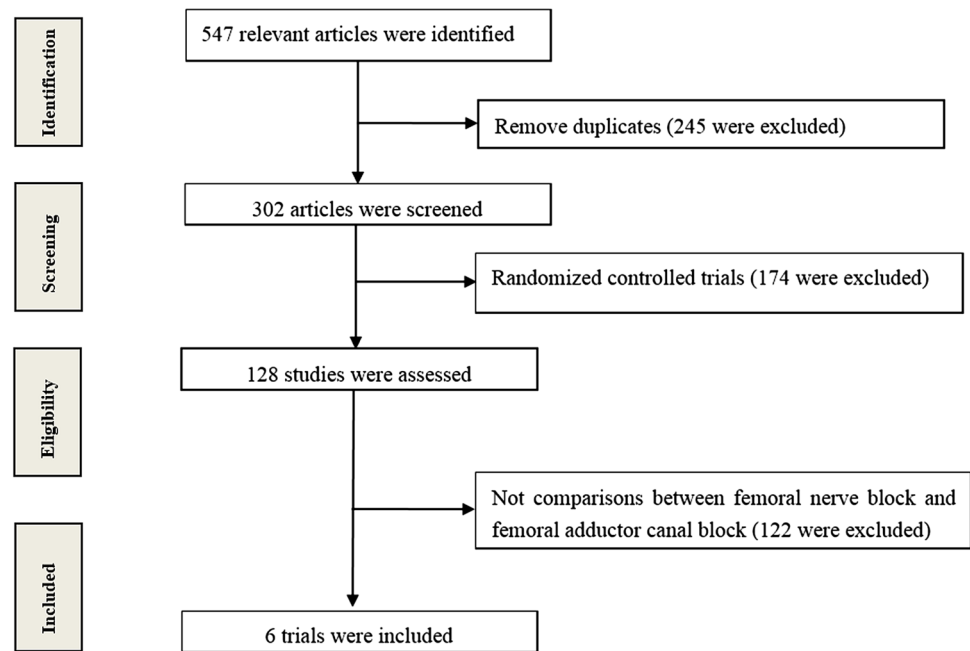 Identification
547 relevant articles were identified
Remove duplicates (245 were excluded)
Screening
302 articles were screened
Randomized controlled trials (174 were excluded)
Eligibility
128 studies were assessed
Not comparisons between femoral nerve block and
femoral adductor canal block (122 were excluded)
Included
6 trials were included